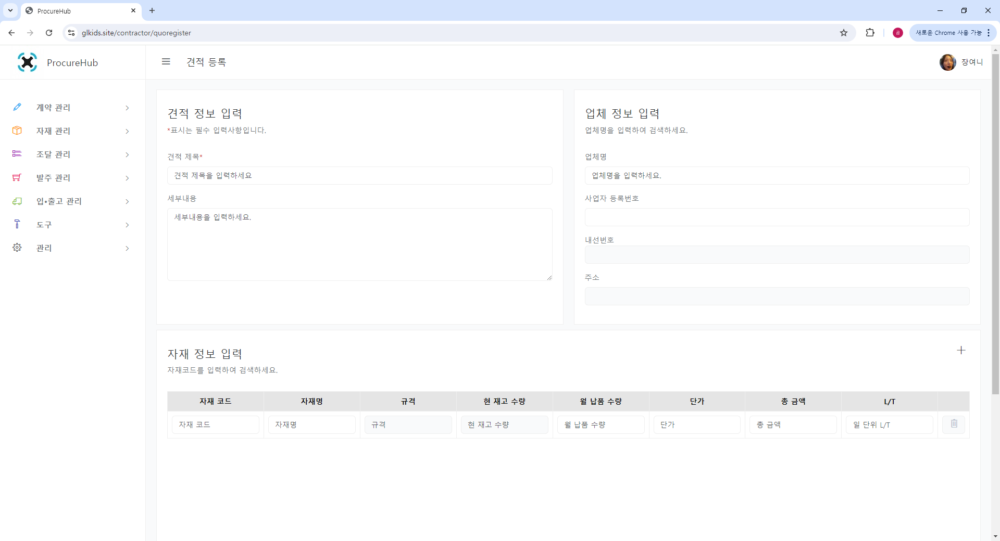 ProcureHub
glkids.site/contractor/quoregister
곰
새로운 Chrome 사용 가능
ProcureHub
견적 등록
장여니
계약 관리
자재 관리
조달 관리
발주 관리
입•출고 관리
도구
관리
견적 정보 입력
*표시는 필수 입력사항입니다.
견적 제목*
견적 제목을 입력하세요
세부내용
세부내용을 입력하세요.
업체 정보 입력
업체명을 입력하여 검색하세요.
업체명
업체명을 입력하세요.
사업자 등록번호
내선번호
주소
자재 정보 입력
자재코드를 입력하여 검색하세요.
자재 코드 자재명 규격 현 재고 수량 월 납품 수량 단가 총 금액 L/T
자재 코드 자재명 규격 현 재고 수량 월 납품 수량 단가 총 금액 일 단위 L/T